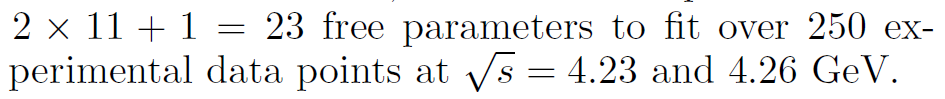 2 × 11 + 1 = 23 free parameters to fit over 250 ex-
perimental data points at √s = 4.23 and 4.26 GeV.